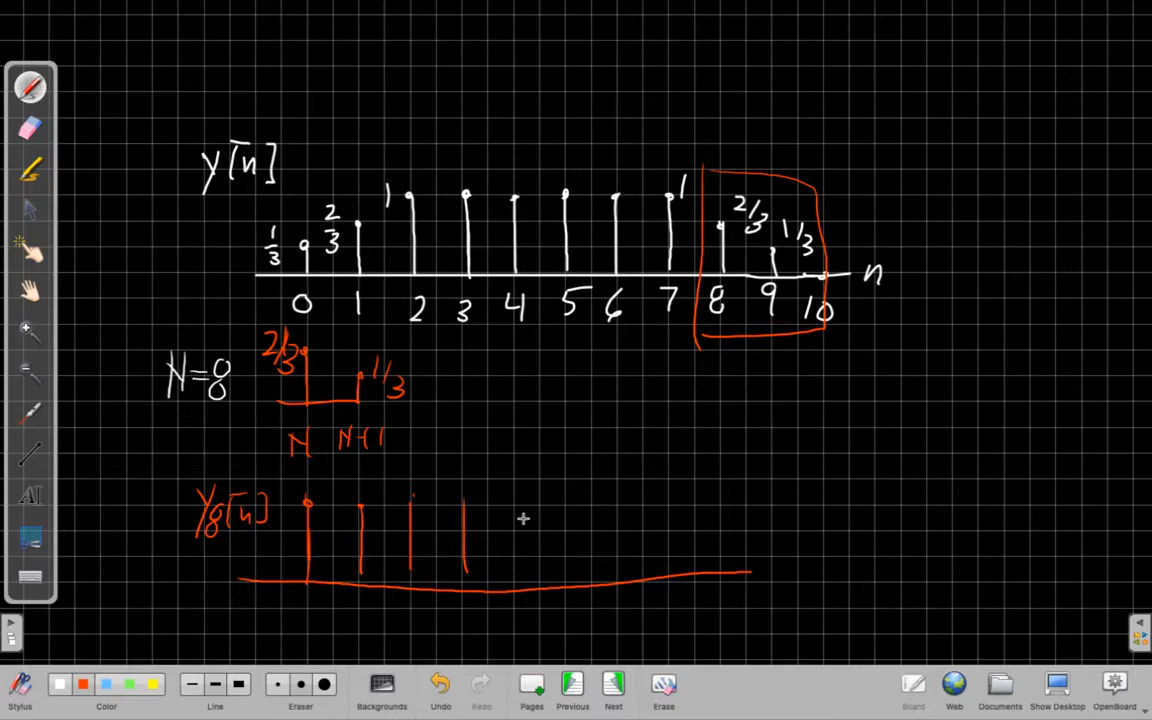 y[n]
1/3 2/3 1 1 2/3 1/3
n
0 1 2 3 4 5 6 7 8 9 10
N=8
2/3 1/3
N N+1
y8[n]
AI
Stylus Color Line Eraser Backgrounds Undo Redo Pages Previous Next Erase Board Web Documents Show Desktop OpenBoard